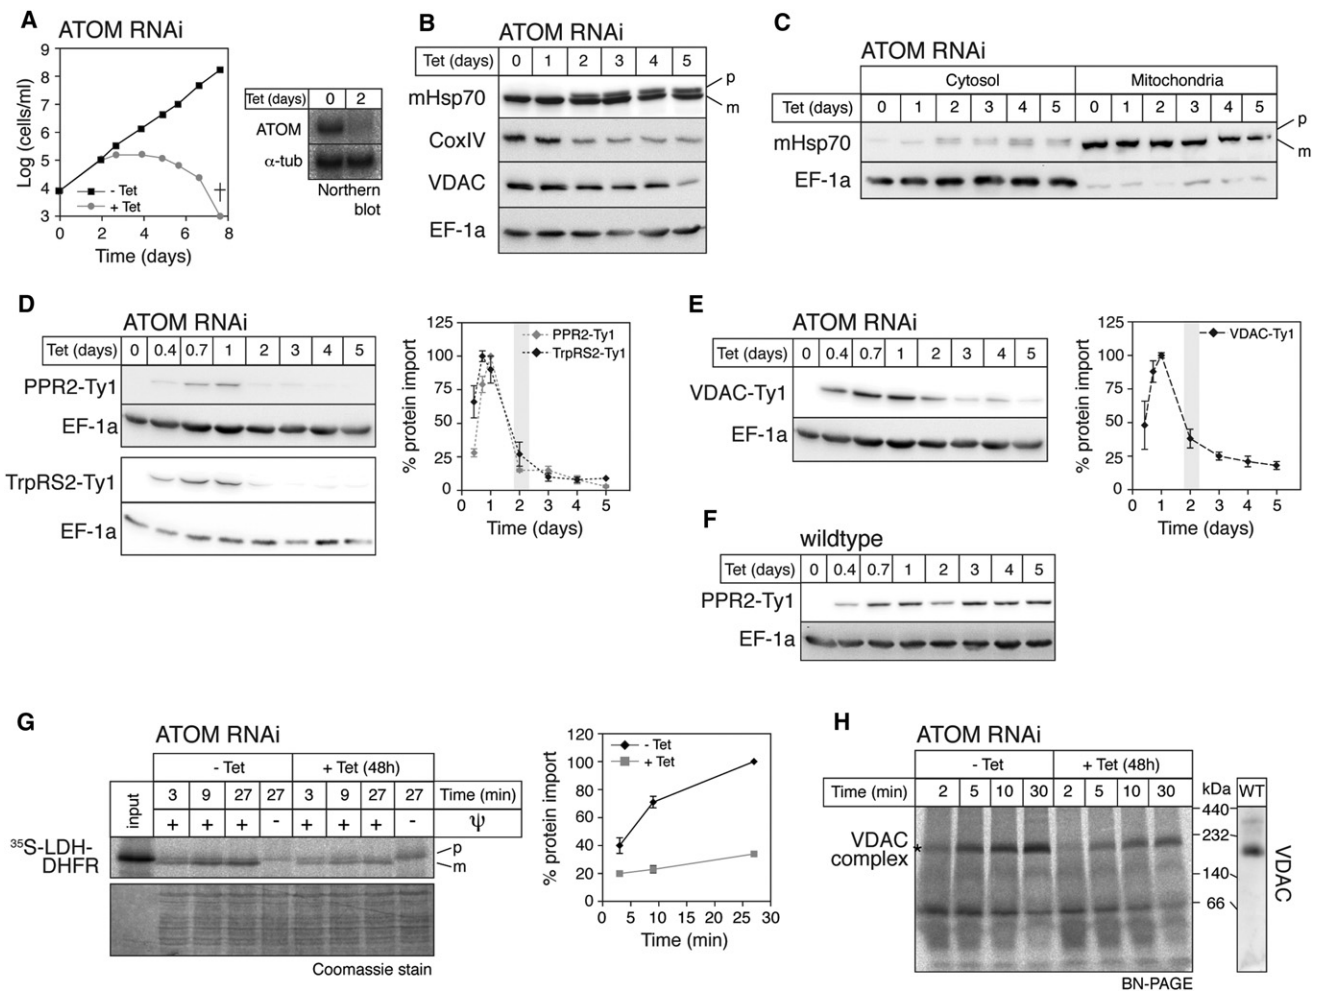 A
ATOM RNAi
Log (cells/ml)
9
8
7
6
5
4
3
- Tet
+ Tet
†
0 2 4 6 8
Time (days)
Tet (days) 0 2
ATOM
α-tub
Northern
blot
B
ATOM RNAi
Tet (days) 0 1 2 3 4 5
mHsp70 p
m
CoxIV
VDAC
EF-1a
C
ATOM RNAi
Cytosol Mitochondria
Tet (days) 0 1 2 3 4 5 0 1 2 3 4 5
mHsp70 p
m
EF-1a
D
ATOM RNAi
Tet (days) 0 0.4 0.7 1 2 3 4 5
PPR2-Ty1
EF-1a
TrpRS2-Ty1
EF-1a
% protein import
125
100
75
50
25
0
PPR2-Ty1
TrpRS2-Ty1
0 1 2 3 4 5
Time (days)
E
ATOM RNAi
Tet (days) 0 0.4 0.7 1 2 3 4 5
VDAC-Ty1
EF-1a
% protein import
125
100
75
50
25
0
VDAC-Ty1
0 1 2 3 4 5
Time (days)
F
wildtype
Tet (days) 0 0.4 0.7 1 2 3 4 5
PPR2-Ty1
EF-1a
G
ATOM RNAi
- Tet + Tet (48h)
input 3 9 27 27 3 9 27 27 Time (min)
+ + + - + + + - ψ
35S-LDH-
DHFR
p
m
Coomassie stain
% protein import
120
100
80
60
40
20
0
- Tet
+ Tet
0 5 10 15 20 25 30
Time (min)
H
ATOM RNAi
- Tet + Tet (48h)
Time (min) 2 5 10 30 2 5 10 30 kDa WT
VDAC
complex *
440
232
140
66
VDAC
BN-PAGE